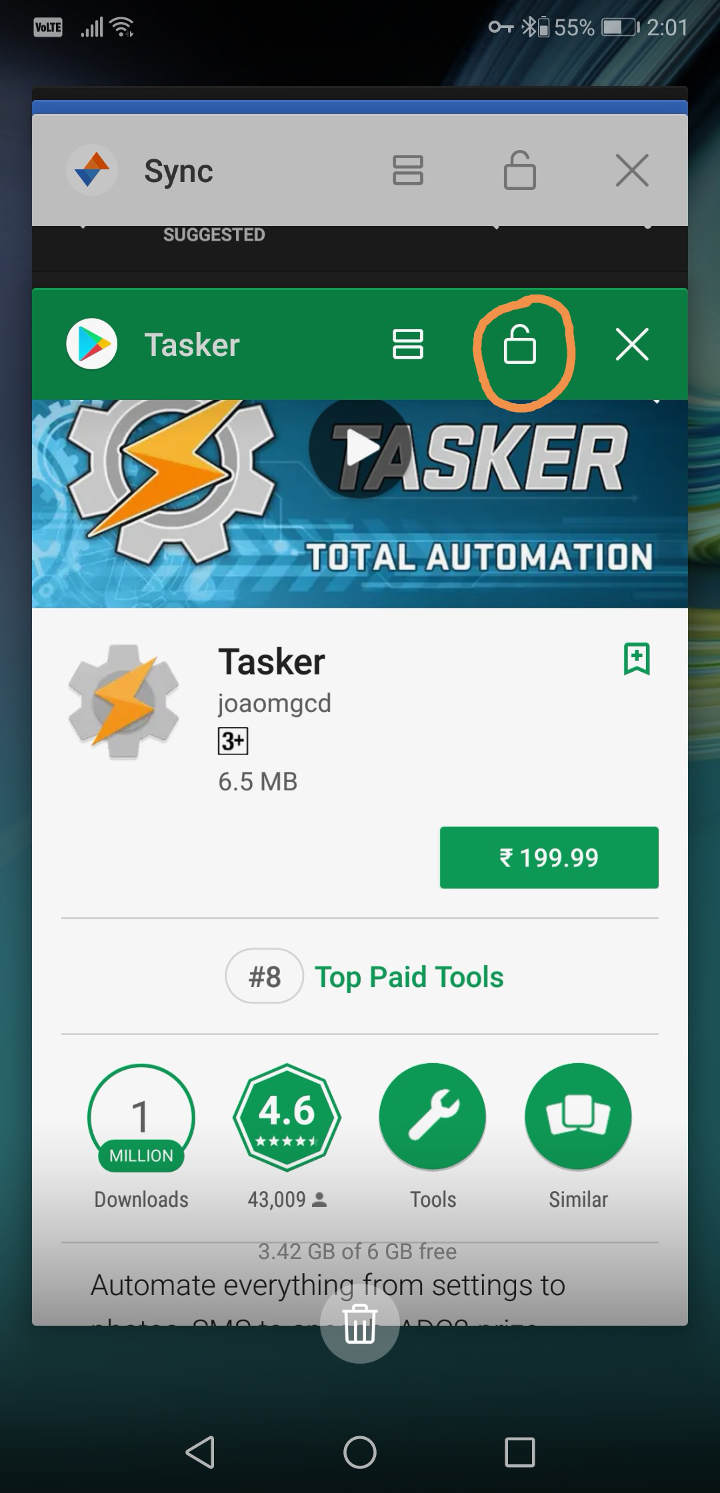 VoLTE 55% 2:01
Sync
SUGGESTED
Tasker
TASKER
TOTAL AUTOMATION
Tasker
joaomgcd
3+
6.5 MB
₹ 199.99
#8 Top Paid Tools
1 MILLION 4.6
Downloads 43,009 Tools Similar
3.42 GB of 6 GB free
Automate everything from settings to